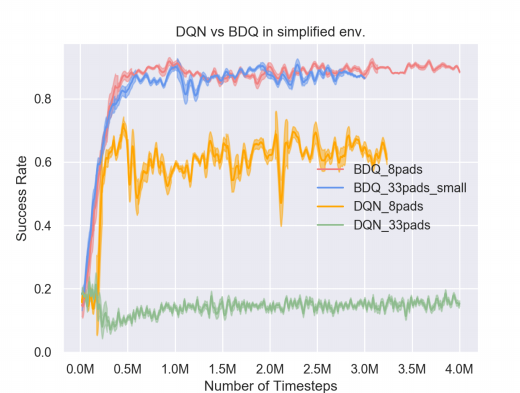 DQN vs BDQ in simplified env.
Success Rate
0.8
0.6
0.4
0.2
0.0
BDQ_8pads
BDQ_33pads_small
DQN_8pads
DQN_33pads
0.0M 0.5M 1.0M 1.5M 2.0M 2.5M 3.0M 3.5M 4.0M
Number of Timesteps